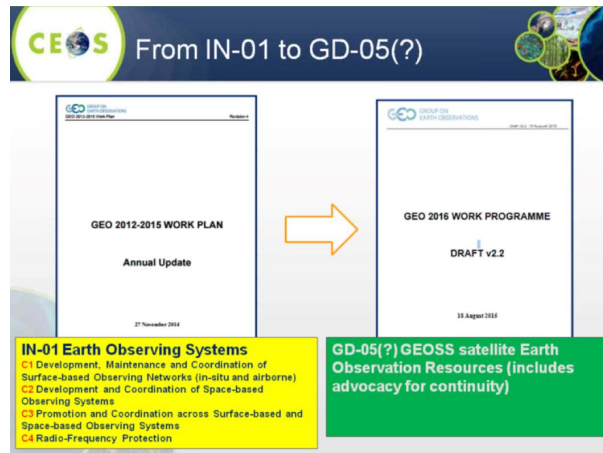 CEOS
From IN-01 to GD-05(?)
GEO GROUP ON
EARTH OBSERVATIONS
GEO 2012-2015 Work Plan Revision 4
GEO 2012-2015 WORK PLAN
Annual Update
27 November 2014
GEO GROUP ON
EARTH OBSERVATIONS
GEO 2016 WORK PROGRAMME
DRAFT v2.2
18 August 2015
IN-01 Earth Observing Systems
C1 Development, Maintenance and Coordination of
Surface-based Observing Networks (in-situ and airborne)
C2 Development and Coordination of Space-based
Observing Systems
C3 Promotion and Coordination across Surface-based and
Space-based Observing Systems
C4 Radio-Frequency Protection
GD-05(?) GEOSS satellite Earth
Observation Resources (includes
advocacy for continuity)